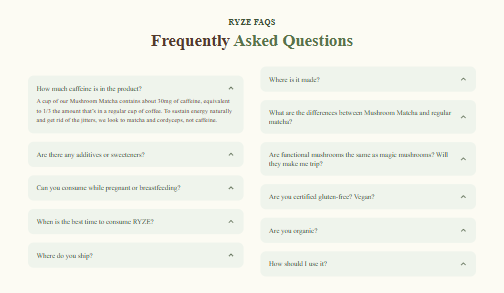 RYZE FAQS
Frequently Asked Questions
How much caffeine is in the product?
A cup of our Mushroom Matcha contains about 30mg of caffeine, equivalent
to 1/3 the amount that's in a regular cup of coffee. To sustain energy naturally
and get rid of the jitters, we look to matcha and cordyceps, not caffeine.
Are there any additives or sweeteners?
Can you consume while pregnant or breastfeeding?
When is the best time to consume RYZE?
Where do you ship?
Where is it made?
What are the differences between Mushroom Matcha and regular
matcha?
Are functional mushrooms the same as magic mushrooms? Will
they make me trip?
Are you certified gluten-free? Vegan?
Are you organic?
How should I use it?